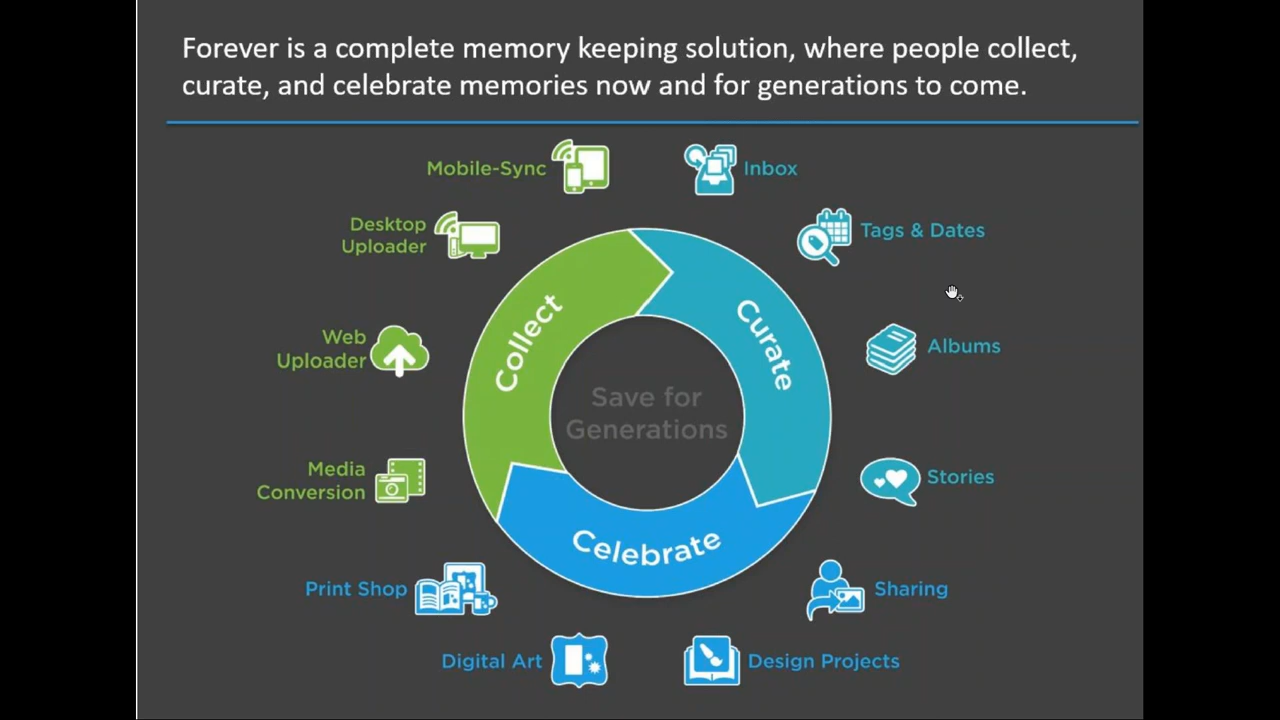 Forever is a complete memory keeping solution, where people collect,
curate, and celebrate memories now and for generations to come.
Mobile-Sync
Inbox
Desktop
Uploader
Tags & Dates
Collect
Curate
Web
Uploader
Albums
Save for
Generations
Media
Conversion
Stories
Celebrate
Print Shop
Sharing
Digital Art
Design Projects